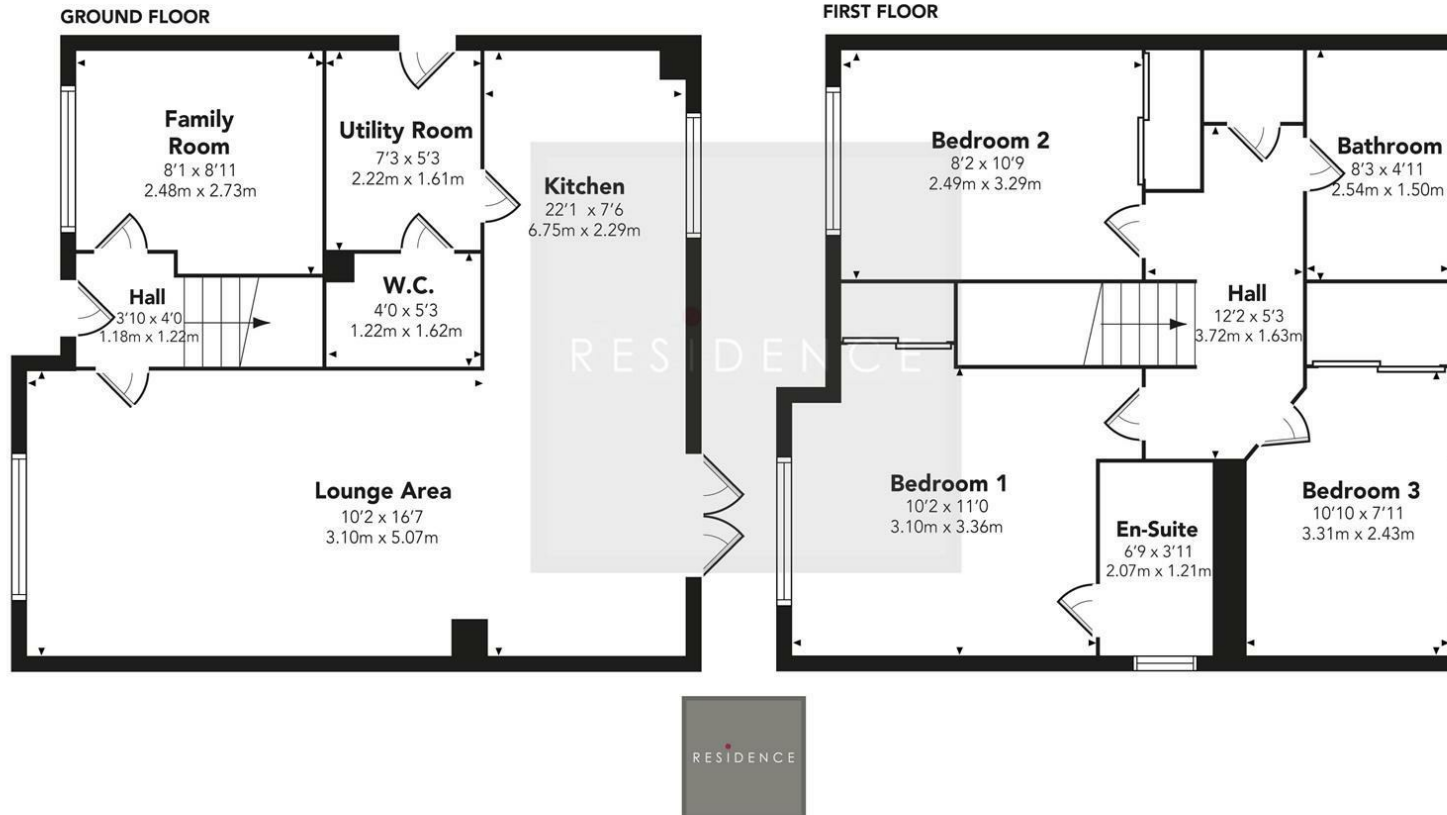 GROUND FLOOR
Family
Room
8'1 x 8'11
2.48m x 2.73m
Utility Room
7'3 x 5'3
2.22m x 1.61m
Kitchen
22'1 x 7'6
6.75m x 2.29m
Hall
3'10 x 4'0
1.18m x 1.22m
W.C.
4'0 x 5'3
1.22m x 1.62m
Lounge Area
10'2 x 16'7
3.10m x 5.07m
FIRST FLOOR
Bedroom 2
8'2 x 10'9
2.49m x 3.29m
Bathroom
8'3 x 4'11
2.54m x 1.50m
Hall
12'2 x 5'3
3.72m x 1.63m
Bedroom 1
10'2 x 11'0
3.10m x 3.36m
En-Suite
6'9 x 3'11
2.07m x 1.21m
Bedroom 3
10'10 x 7'11
3.31m x 2.43m
RESIDENCE
RESIDENCE